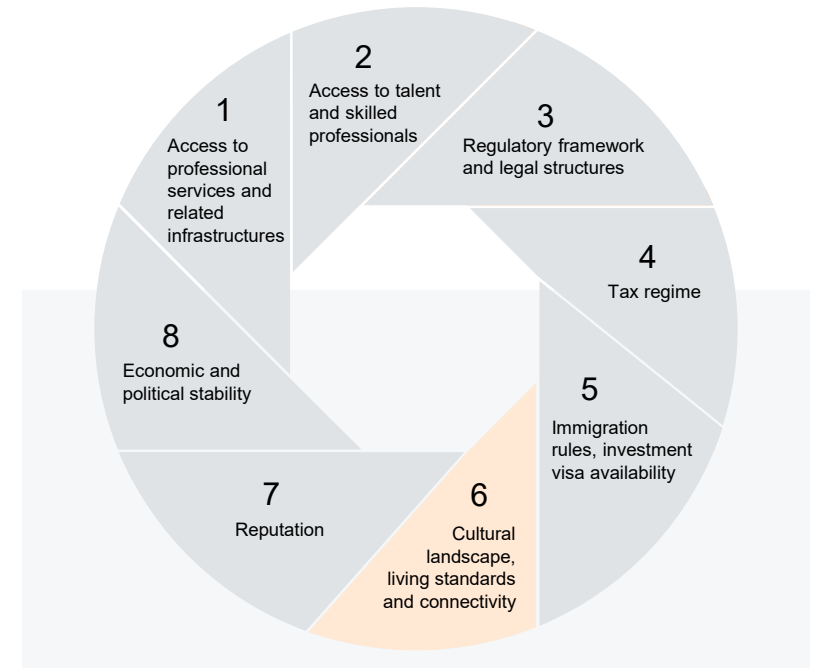 1
Access to
professional
services and
related
infrastructures
2
Access to talent
and skilled
professionals
3
Regulatory framework
and legal structures
4
Tax regime
5
Immigration
rules, investment
visa availability
6
Cultural
landscape,
living standards
and connectivity
7
Reputation
8
Economic and
political stability